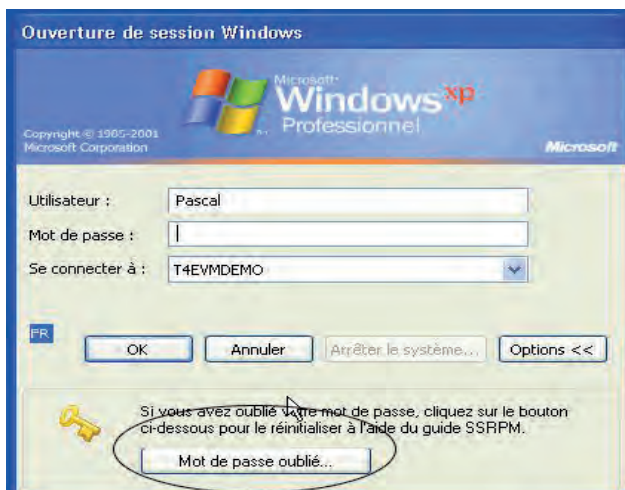 Ouverture de session Windows
Microsoft
Windows xp
Professionnel
Copyright © 1985-2001
Microsoft Corporation
Microsoft
Utilisateur :
Pascal
Mot de passe :
Se connecter à :
T4EVMDEMO
FR
OK
Annuler
Arrêter le système...
Options <<
Si vous avez oublié votre mot de passe, cliquez sur le bouton
ci-dessous pour le réinitialiser à l'aide du guide SSRPM.
Mot de passe oublié...